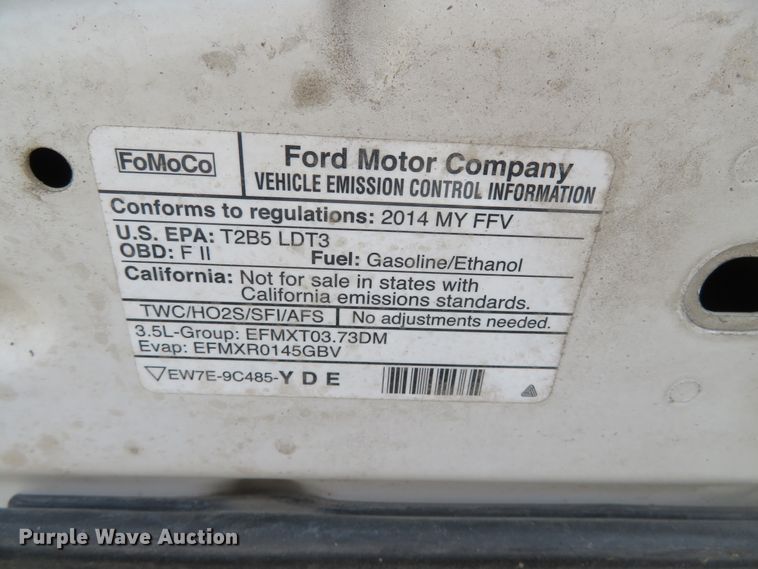 FoMoCo
Ford Motor Company
VEHICLE EMISSION CONTROL INFORMATION
Conforms to regulations: 2014 MY FFV
U.S. EPA: T2B5 LDT3
OBD: F II Fuel: Gasoline/Ethanol
California: Not for sale in states with
California emissions standards.
TWC/HO2S/SFI/AFS No adjustments needed.
3.5L-Group: EFMXT03.73DM
Evap: EFMXR0145GBV
EW7E-9C485-Y D E
Purple Wave Auction